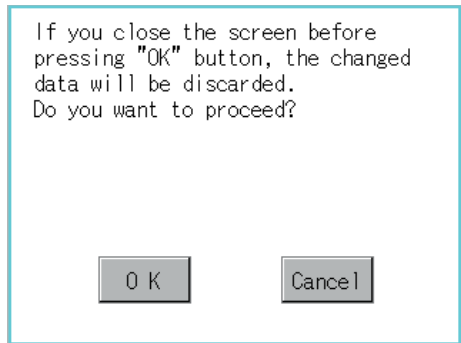 If you close the screen before
pressing "OK" button, the changed
data will be discarded.
Do you want to proceed?
OK Cancel